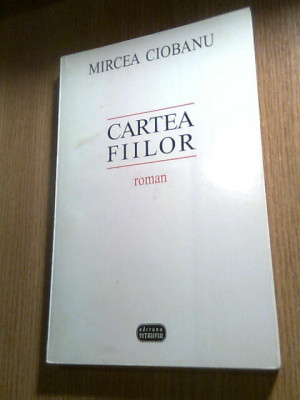 MIRCEA CIOBANU
CARTEA
FIILOR
roman
editura
VITRUVIU